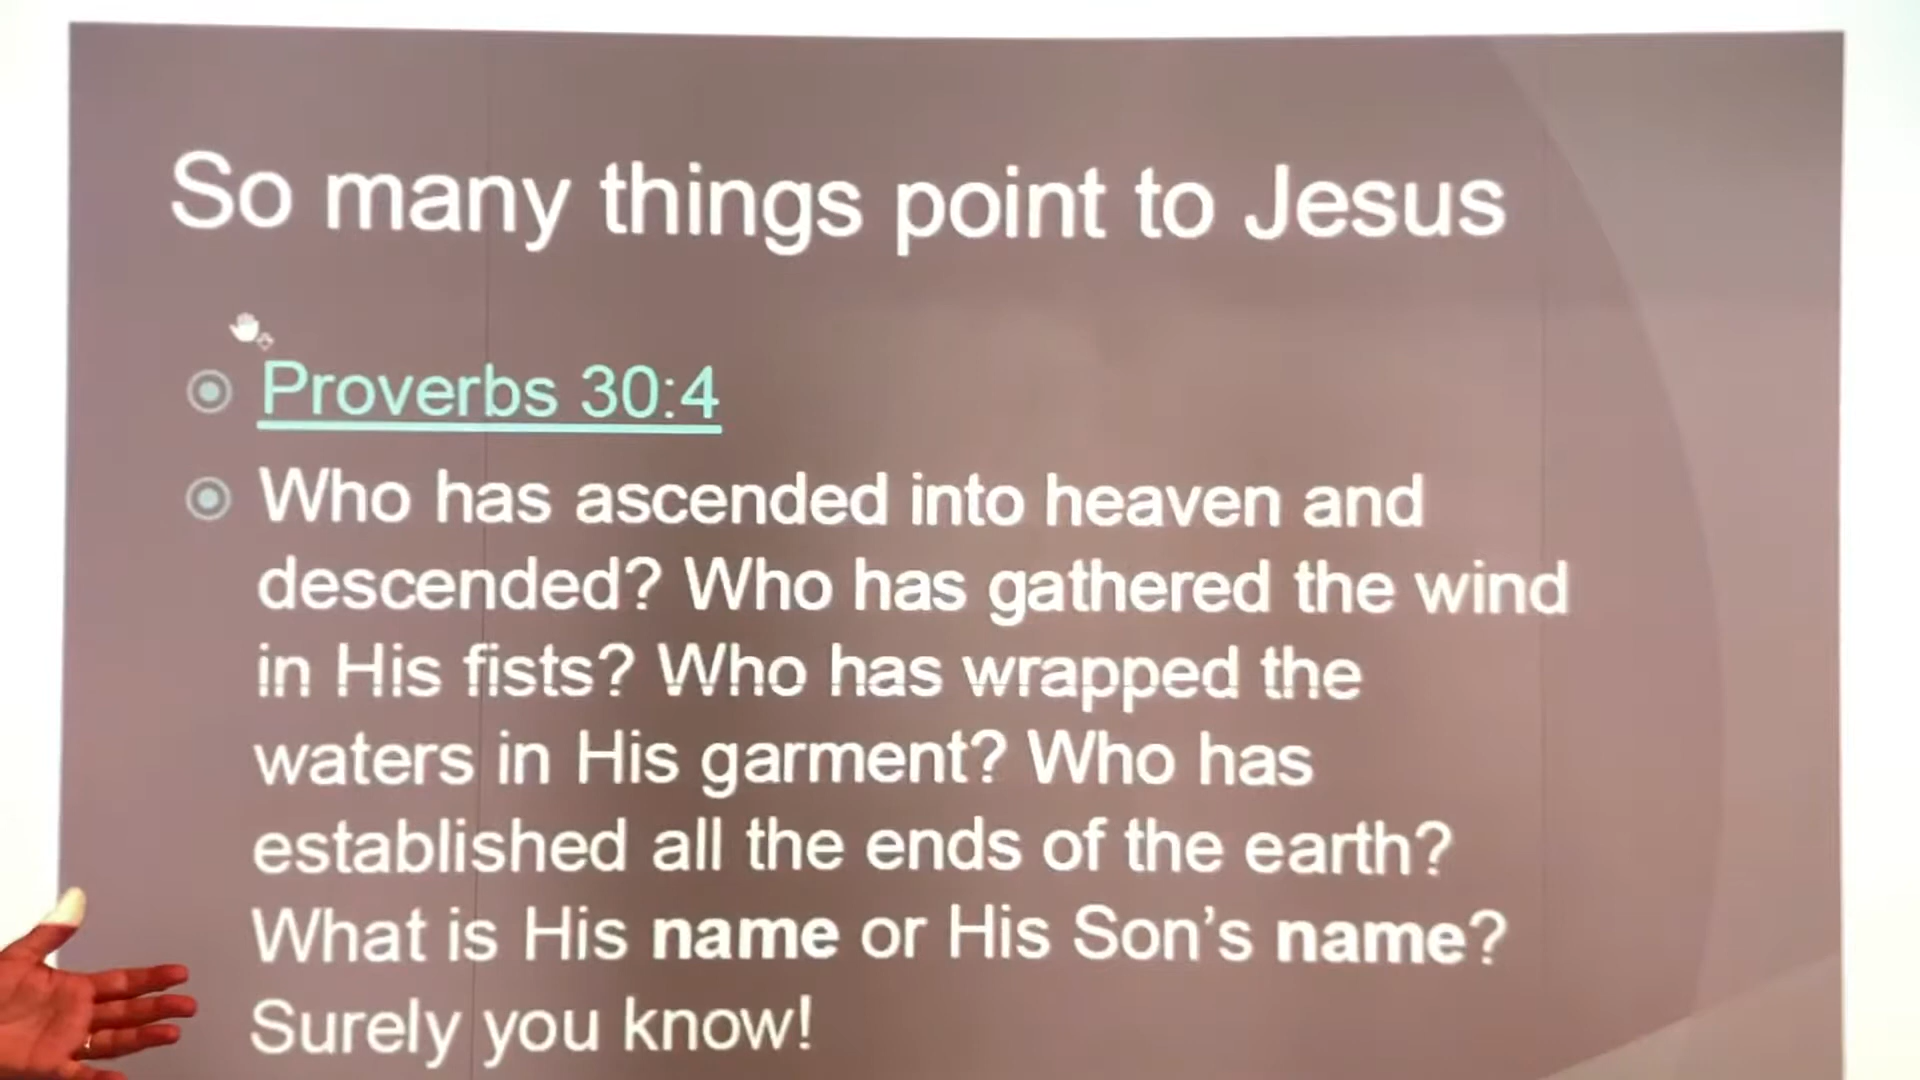 So many things point to Jesus
Proverbs 30:4
Who has ascended into heaven and
descended? Who has gathered the wind
in His fists? Who has wrapped the
waters in His garment? Who has
established all the ends of the earth?
What is His name or His Son’s name?
Surely you know!